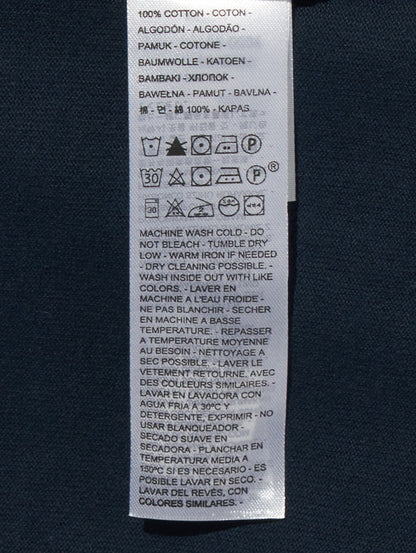 100% COTTON - COTON -
ALGODÓN - ALGODÃO -
PAMUK - COTONE -
BAUMWOLLE - KATOEN -
BAMBAKI - ХЛОПОК -
BAWEŁNA - PAMUT - BAVLNA -
棉 - 면 - 綿 100% - KAPAS
P
30 P ®
30
MACHINE WASH COLD - DO
NOT BLEACH - TUMBLE DRY
LOW - WARM IRON IF NEEDED
- DRY CLEANING POSSIBLE. -
WASH INSIDE OUT WITH LIKE
COLORS. - LAVER EN
MACHINE A L'EAU FROIDE -
NE PAS BLANCHIR - SECHER
EN MACHINE A BASSE
TEMPERATURE. - REPASSER
A TEMPERATURE MOYENNE
AU BESOIN - NETTOYAGE A
SEC POSSIBLE. - LAVER LE
VETEMENT RETOURNE. AVEC
DES COULEURS SIMILAIRES. -
LAVAR EN LAVADORA CON
AGUA FRIA A 30ºC Y
DETERGENTE, EXPRIMIR - NO
USAR BLANQUEADOR. -
SECADO SUAVE EN
SECADORA - PLANCHAR EN
TEMPERATURA MEDIA A
150ºC SI ES NECESARIO - ES
POSIBLE LAVAR EN SECO. -
LAVAR DEL REVÉS, CON
COLORES SIMILARES. -